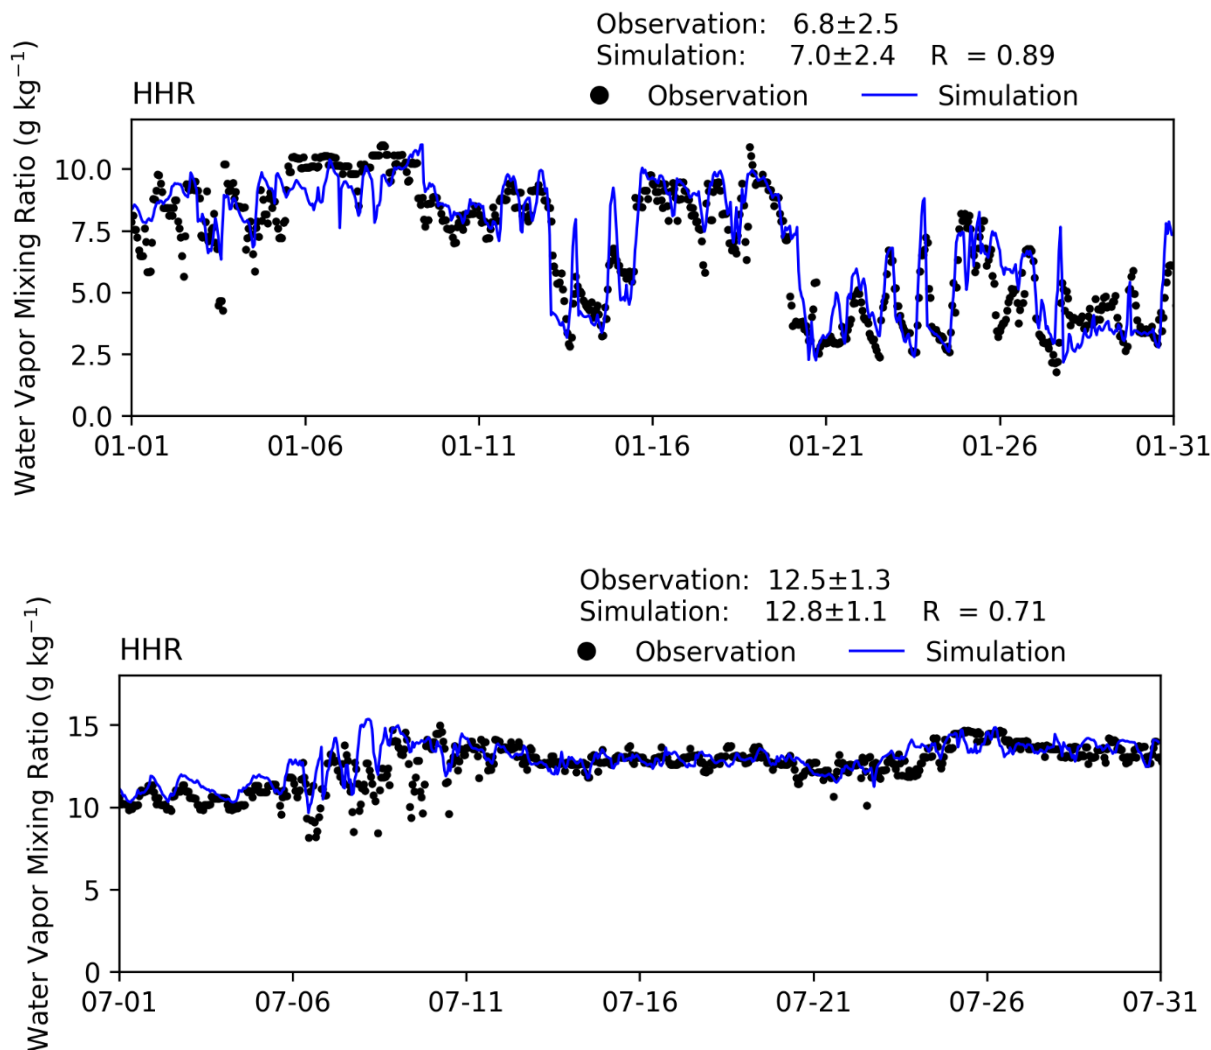 Observation: 6.8±2.5
Simulation: 7.0±2.4 R = 0.89
HHR
Observation Simulation
Water Vapor Mixing Ratio (g kg⁻¹)
10.0
7.5
5.0
2.5
0.0
01-01 01-06 01-11 01-16 01-21 01-26 01-31
Observation: 12.5±1.3
Simulation: 12.8±1.1 R = 0.71
HHR
Observation Simulation
Water Vapor Mixing Ratio (g kg⁻¹)
15
10
5
0
07-01 07-06 07-11 07-16 07-21 07-26 07-31